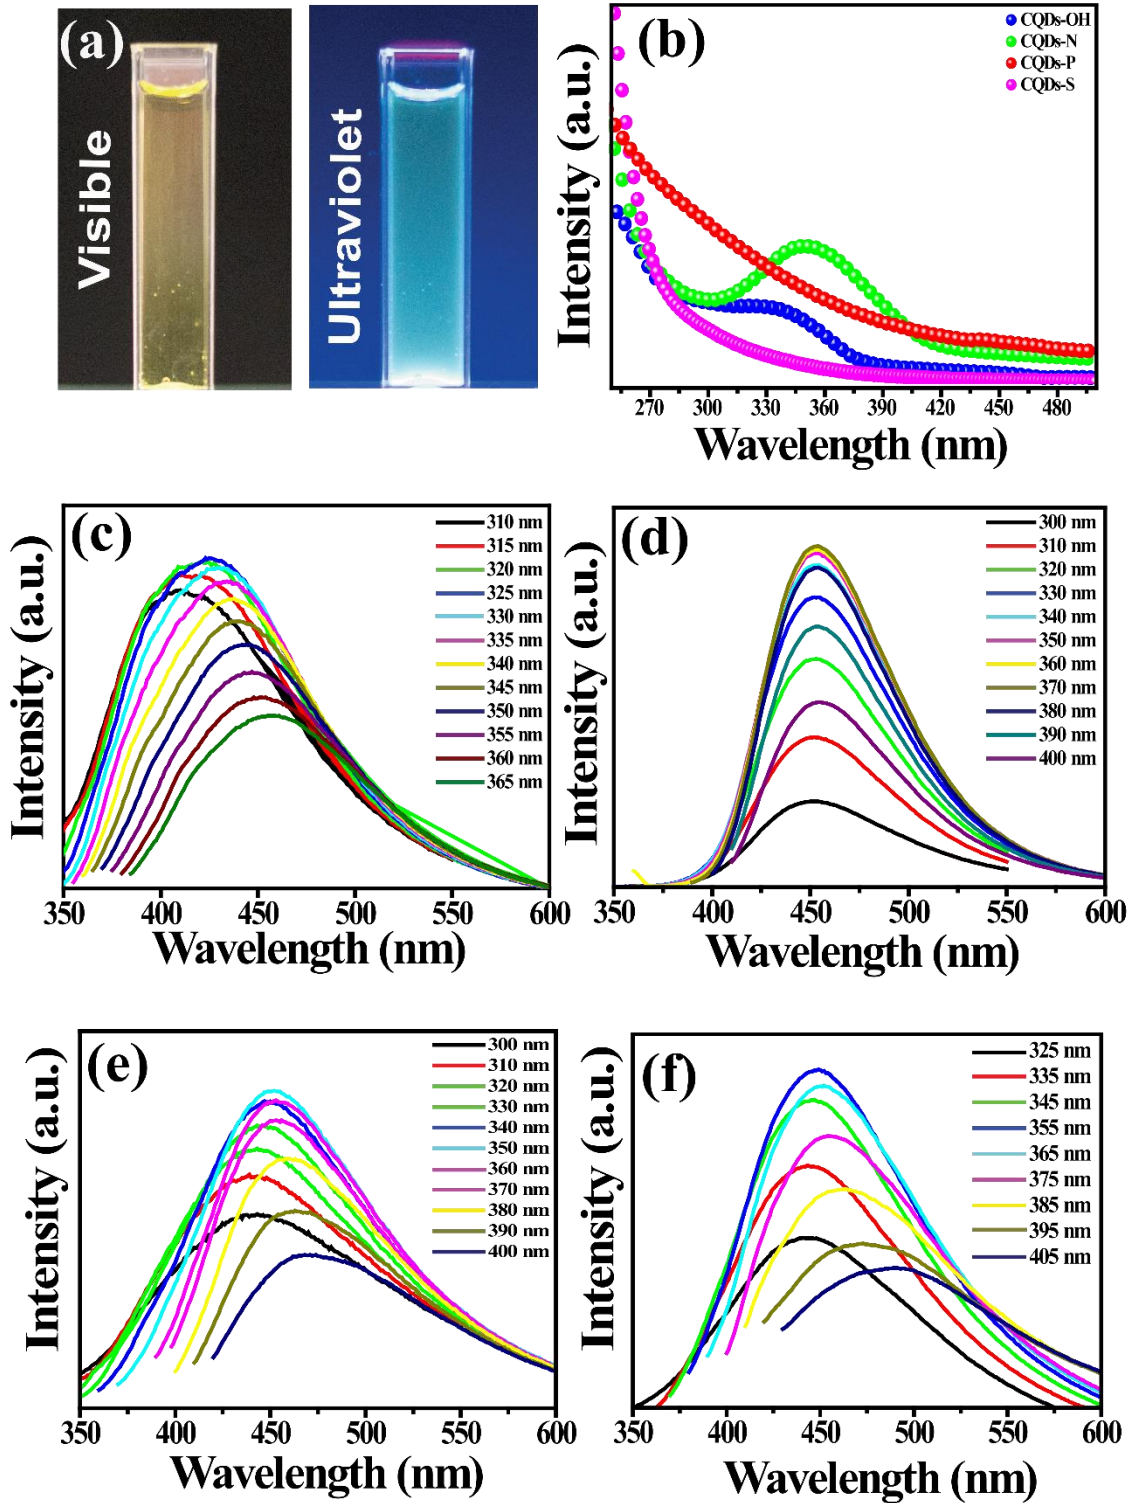 (a)
Visible
Ultraviolet
(b)
CQDs-OH
CQDs-N
CQDs-P
CQDs-S
Intensity (a.u.)
270 300 330 360 390 420 450 480
Wavelength (nm)
(c)
310 nm
315 nm
320 nm
325 nm
330 nm
335 nm
340 nm
345 nm
350 nm
355 nm
360 nm
365 nm
Intensity (a.u.)
350 400 450 500 550 600
Wavelength (nm)
(d)
300 nm
310 nm
320 nm
330 nm
340 nm
350 nm
360 nm
370 nm
380 nm
390 nm
400 nm
Intensity (a.u.)
350 400 450 500 550 600
Wavelength (nm)
(e)
300 nm
310 nm
320 nm
330 nm
340 nm
350 nm
360 nm
370 nm
380 nm
390 nm
400 nm
Intensity (a.u.)
350 400 450 500 550 600
Wavelength (nm)
(f)
325 nm
335 nm
345 nm
355 nm
365 nm
375 nm
385 nm
395 nm
405 nm
Intensity (a.u.)
350 400 450 500 550 600
Wavelength (nm)